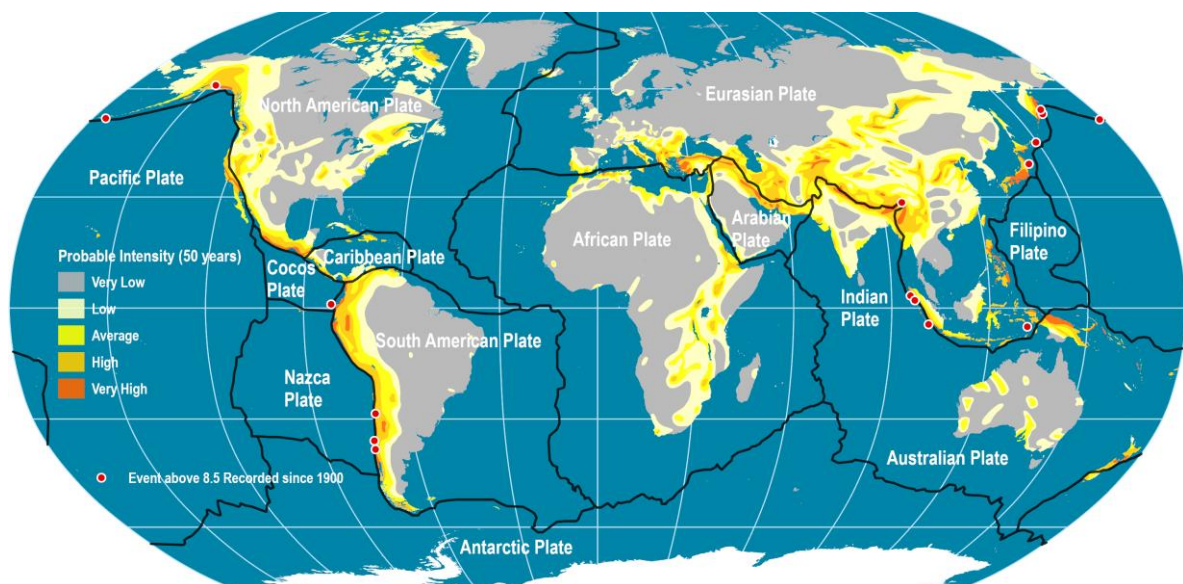 North American Plate
Eurasian Plate
Pacific Plate
Arabian
Plate
African Plate
Filipino
Plate
Probable Intensity (50 years)
Very Low
Low
Average
High
Very High
Caribbean Plate
Cocos
Plate
Indian
Plate
South American Plate
Nazca
Plate
Australian Plate
Event above 8.5 Recorded since 1900
Antarctic Plate